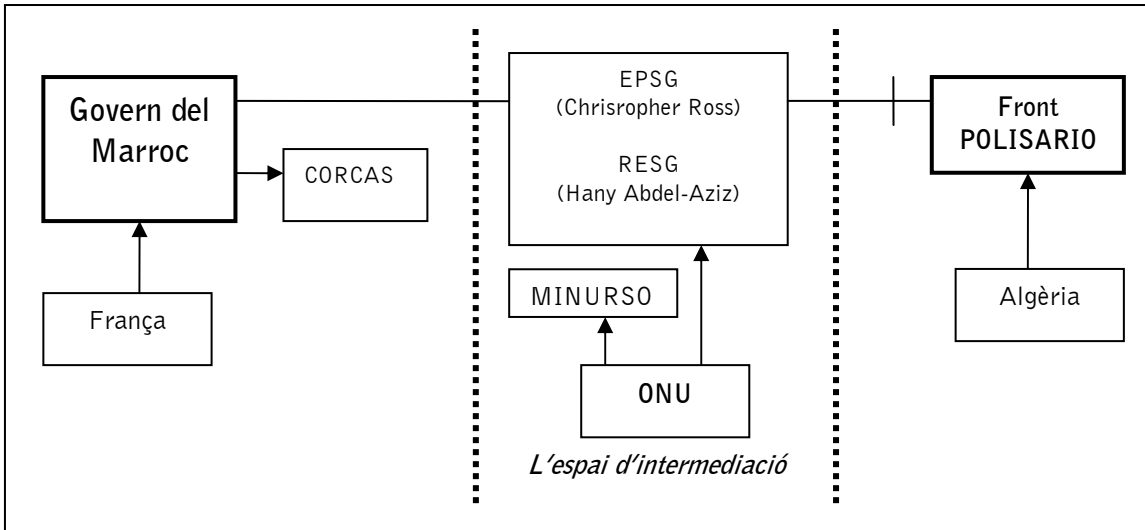 Govern del
Marroc
CORCAS
França
EPSG
(Chrisropher Ross)
RESG
(Hany Abdel-Aziz)
MINURSO
ONU
L'espai d'intermediació
Front
POLISARIO
Algèria